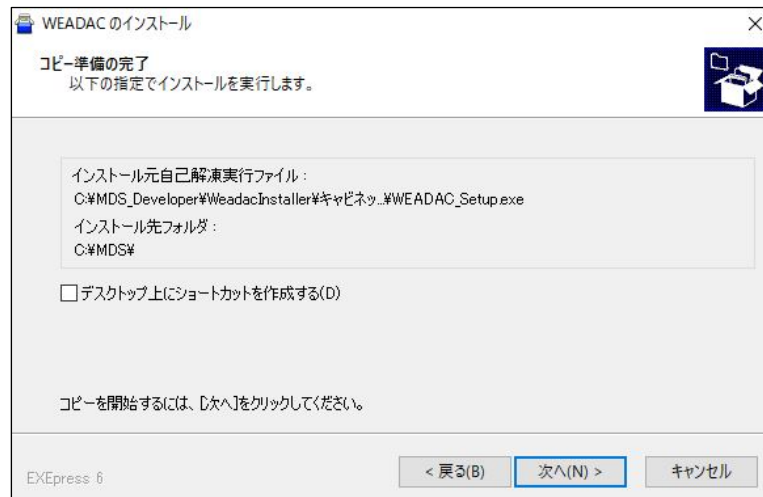 WEADAC のインストール
コピー準備の完了
以下の指定でインストールを実行します。
インストール元自己解凍実行ファイル：
C:¥MDS_Developer¥WeadacInstaller¥キャビネッ...¥WEADAC_Setup.exe
インストール先フォルダ：
C:¥MDS¥
デスクトップ上にショートカットを作成する(D)
コピーを開始するには、[次へ]をクリックしてください。
EXEpress 6
< 戻る(B)
次へ(N) >
キャンセル